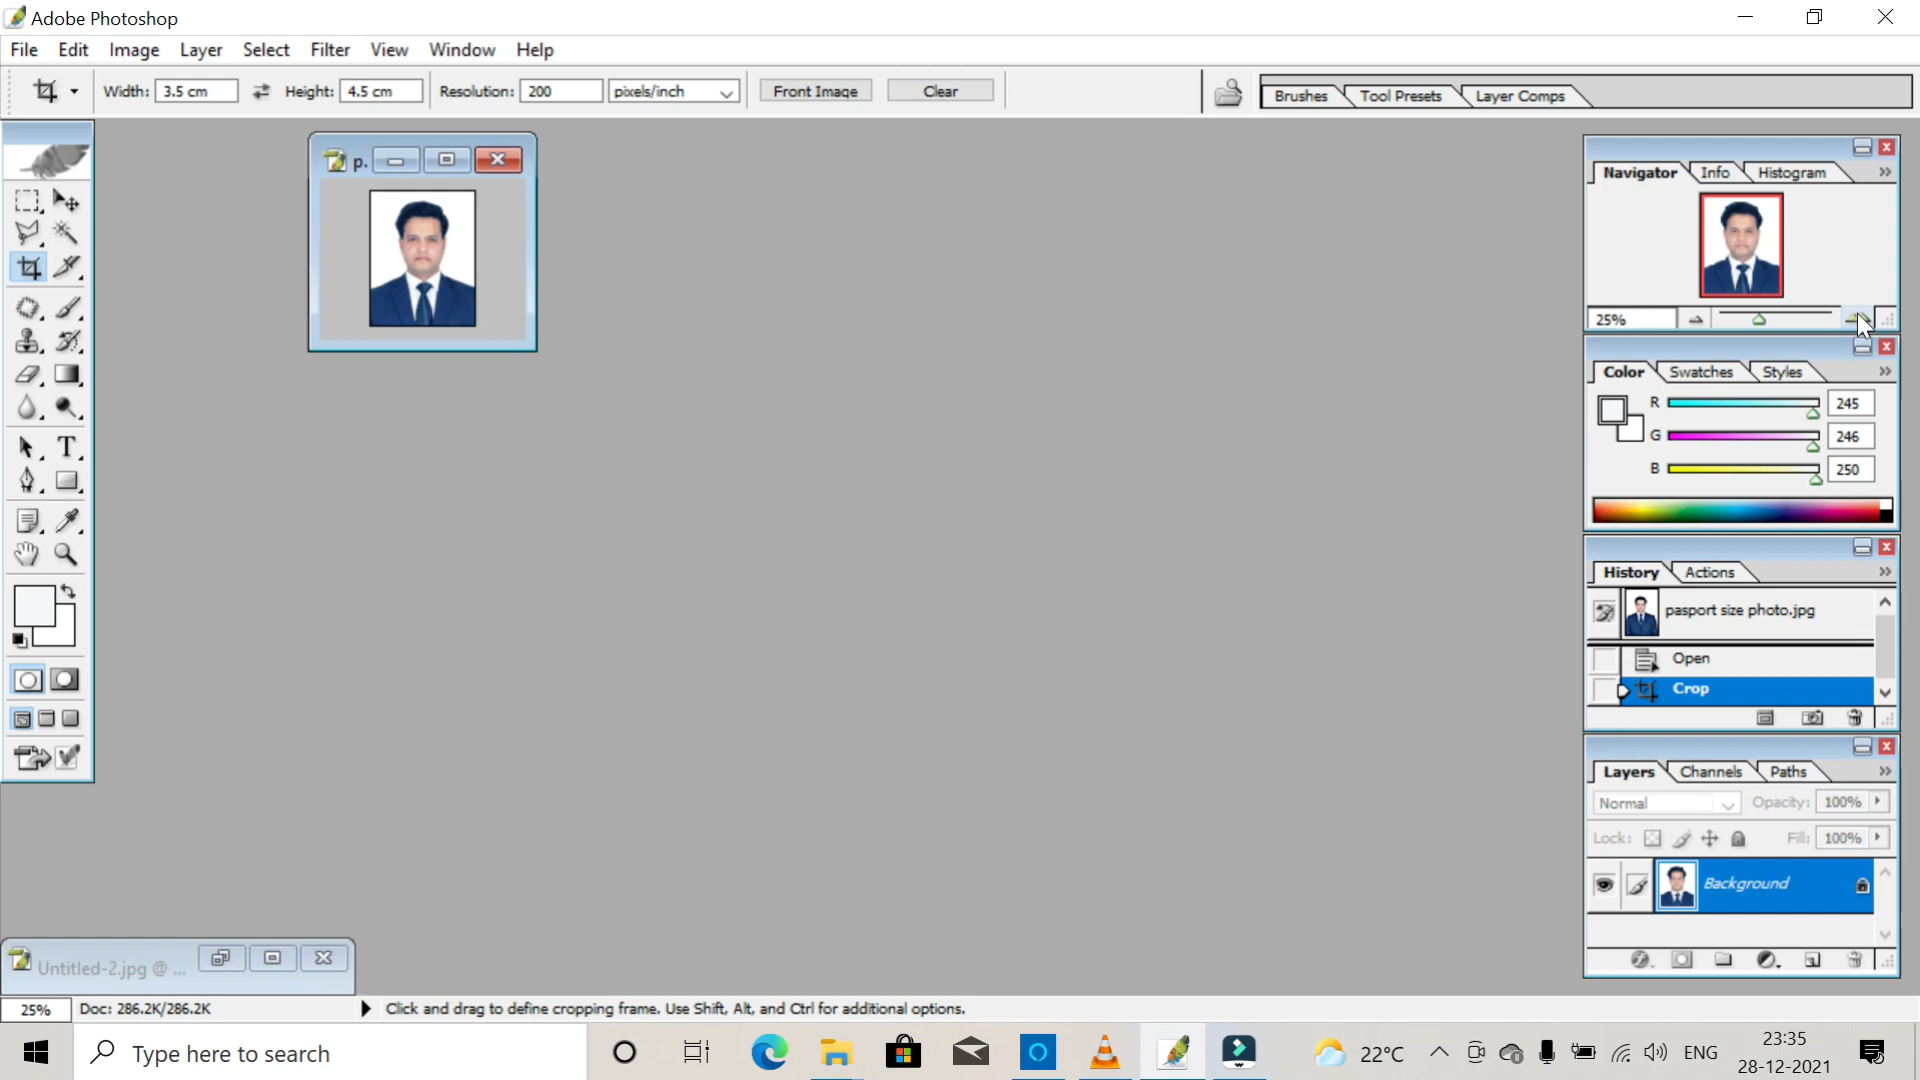 Adobe Photoshop
File Edit Image Layer Select Filter View Window Help
Width: 3.5 cm Height: 4.5 cm Resolution: 200 pixels/inch Front Image Clear
Brushes Tool Presets Layer Comps
p.
Navigator Info Histogram
25%
Color Swatches Styles
R 245
G 246
B 250
History Actions
pasport size photo.jpg
Open
Crop
Layers Channels Paths
Normal Opacity: 100%
Lock: Fill: 100%
Background
Untitled-2.jpg @ ...
25% Doc: 286.2K/286.2K Click and drag to define cropping frame. Use Shift, Alt, and Ctrl for additional options.
Type here to search
22°C
ENG
23:35
28-12-2021